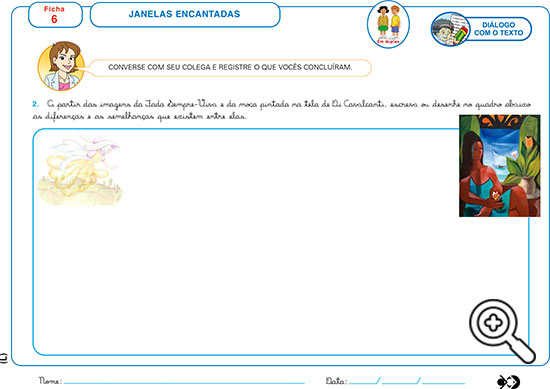 Ficha
6
JANELAS ENCANTADAS
Em duplas
DIÁLOGO
COM O TEXTO
CONVERSE COM SEU COLEGA E REGISTRE O QUE VOCÊS CONCLUÍRAM.
2. A partir das imagens da Fada Sempre-Viva e da moça pintada na tela de Di Cavalcanti, escreva ou desenhe no quadro abaixo
as diferenças e as semelhanças que existem entre elas.
Nome: Data: / /